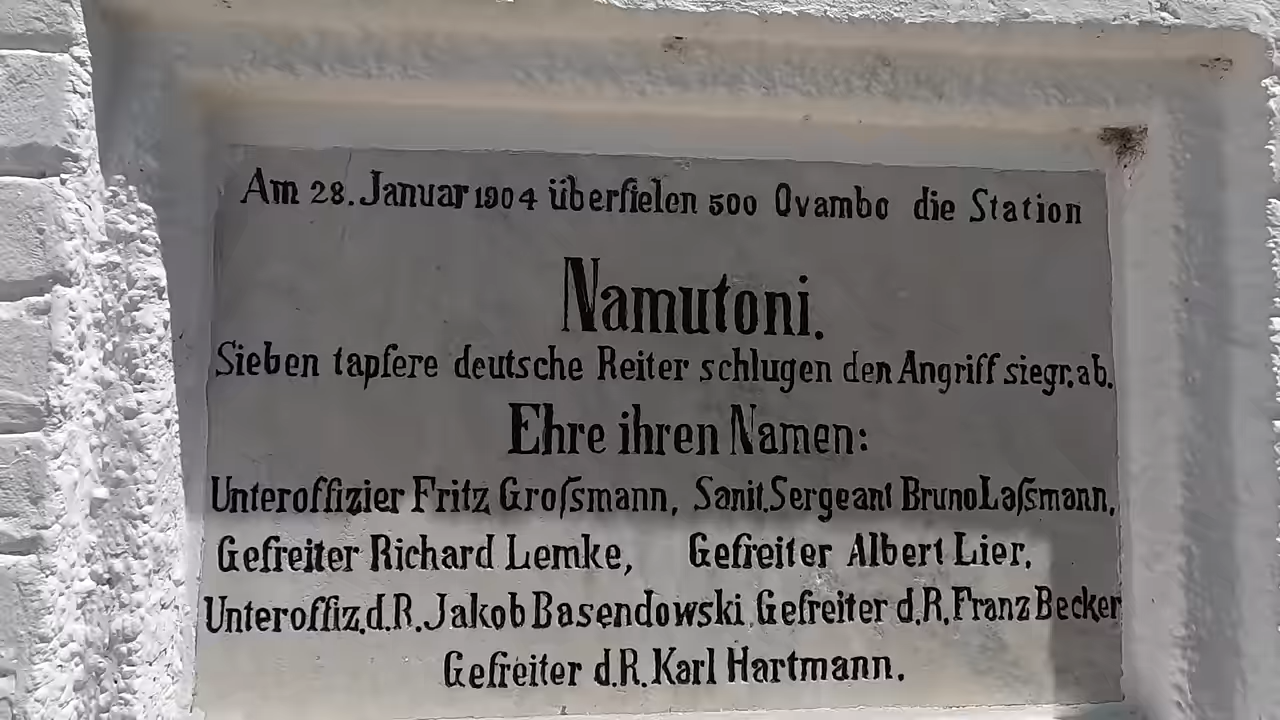 Am 28. Januar 1904 überfielen 500 Ovambo die Station
Namutoni.
Sieben tapfere deutsche Reiter schlugen den Angriff siegr. ab.
Ehre ihren Namen:
Unteroffizier Fritz Groſsmann, Sanit. Sergeant Bruno Laſsmann,
Gefreiter Richard Lemke, Gefreiter Albert Lier,
Unteroffiz. d. R. Jakob Basendowski, Gefreiter d. R. Franz Becker
Gefreiter d. R. Karl Hartmann.